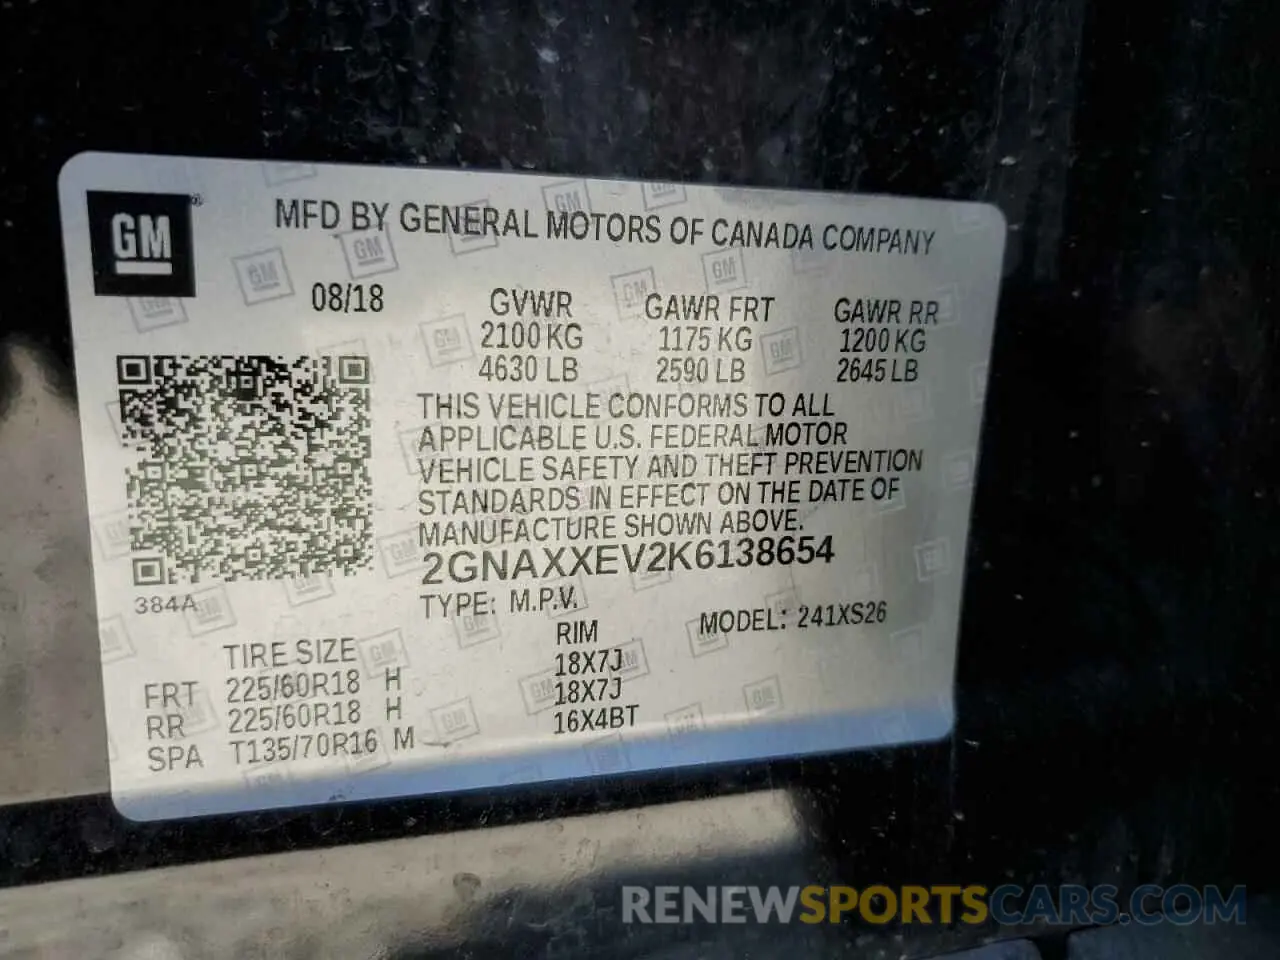 GM®
MFD BY GENERAL MOTORS OF CANADA COMPANY
08/18
GVWR GAWR FRT GAWR RR
2100 KG 1175 KG 1200 KG
4630 LB 2590 LB 2645 LB
THIS VEHICLE CONFORMS TO ALL
APPLICABLE U.S. FEDERAL MOTOR
VEHICLE SAFETY AND THEFT PREVENTION
STANDARDS IN EFFECT ON THE DATE OF
MANUFACTURE SHOWN ABOVE.
2GNAXXEV2K6138654
384A
TYPE: M.P.V.
MODEL: 241XS26
TIRE SIZE RIM
FRT 225/60R18 H 18X7J
RR 225/60R18 H 18X7J
SPA T135/70R16 M 16X4BT
RENEWSPORTSCARS.COM